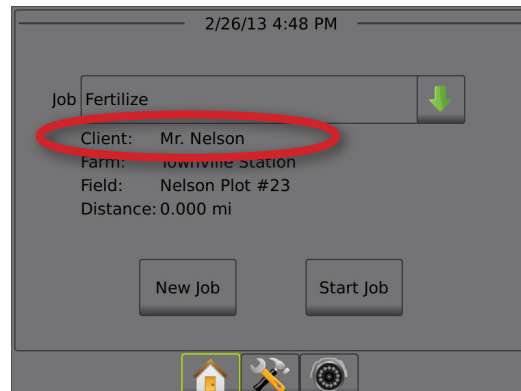 2/26/13 4:48 PM
Job Fertilize
Client: Mr. Nelson
Farm: Townville Station
Field: Nelson Plot #23
Distance: 0.000 mi
New Job Start Job